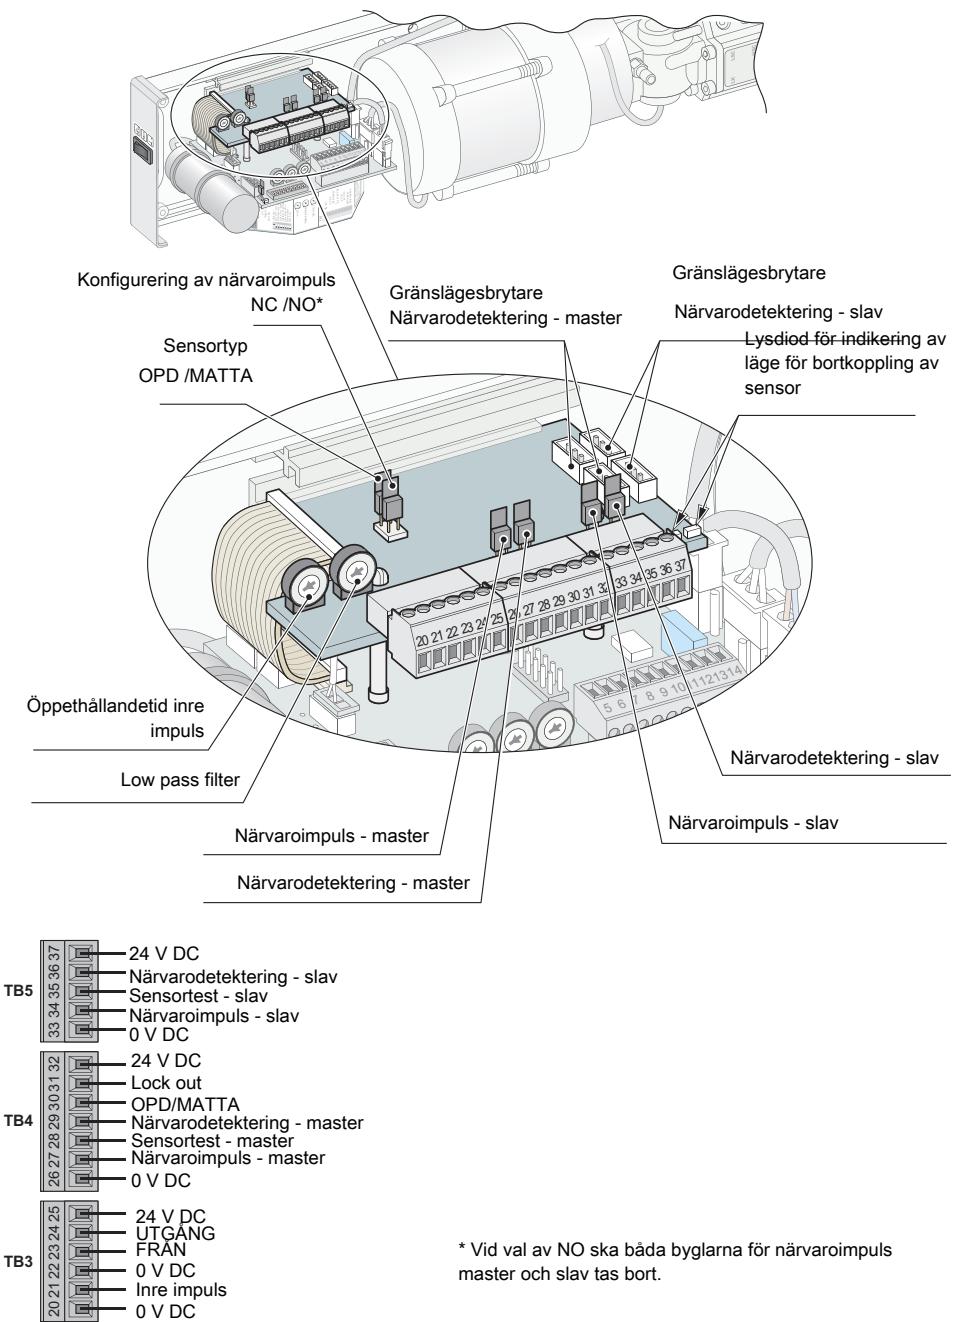 Konfigurering av närvaroimpuls
NC /NO*
Gränslägesbrytare
Närvarodetektering - master
Gränslägesbrytare
Närvarodetektering - slav
Lysdiod för indikering av
läge för bortkoppling av
sensor
Sensortyp
OPD /MATTA
20 21 22 23 24 25 26 27 28 29 30 31 32 33 34 35 36 37
5 6 7 8 9 10 11 12 13 14
Öppethållandetid inre
impuls
Low pass filter
Närvarodetektering - slav
Närvaroimpuls - slav
Närvaroimpuls - master
Närvarodetektering - master
TB5
37 24 V DC
36 Närvarodetektering - slav
35 Sensortest - slav
34 Närvaroimpuls - slav
33 0 V DC
TB4
32 24 V DC
31 Lock out
30 OPD/MATTA
29 Närvarodetektering - master
28 Sensortest - master
27 Närvaroimpuls - master
26 0 V DC
TB3
25 24 V DC
24 UTGÅNG
23 FRÅN
22 0 V DC
21 Inre impuls
20 0 V DC
* Vid val av NO ska båda byglarna för närvaroimpuls
master och slav tas bort.